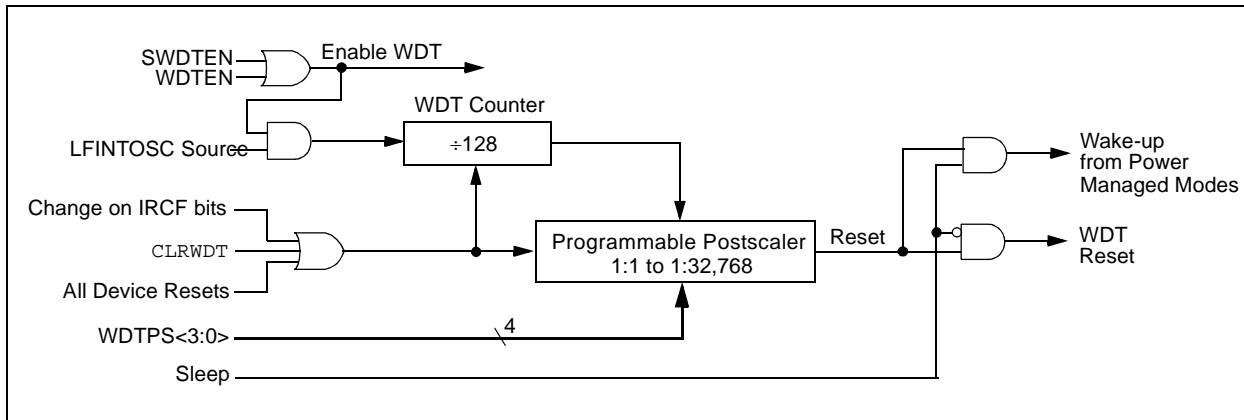 SWDTEN
WDTEN
Enable WDT
WDT Counter
÷128
LFINTOSC Source
Wake-up
from Power
Managed Modes
Change on IRCF bits
CLRWDT
All Device Resets
Programmable Postscaler
1:1 to 1:32,768
Reset
WDT
Reset
WDTPS<3:0>
4
Sleep